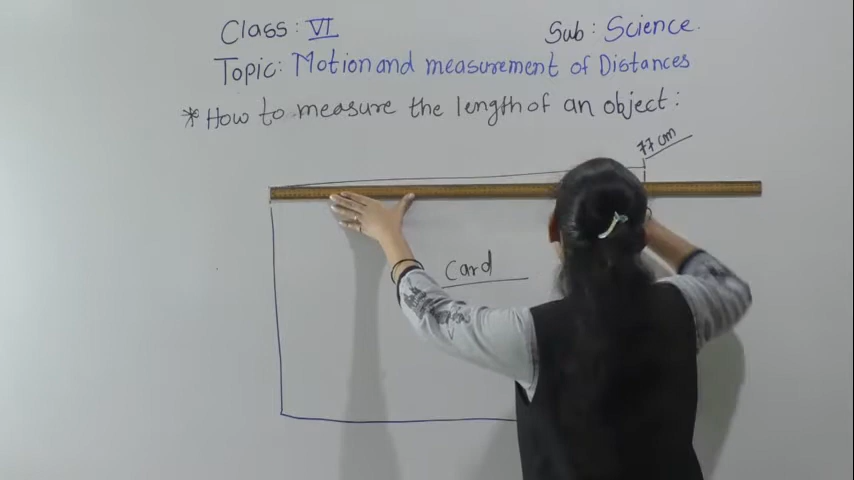 Class: VI Sub: Science.
Topic: Motion and measurement of Distances
* How to measure the length of an object:
77 cm
Card